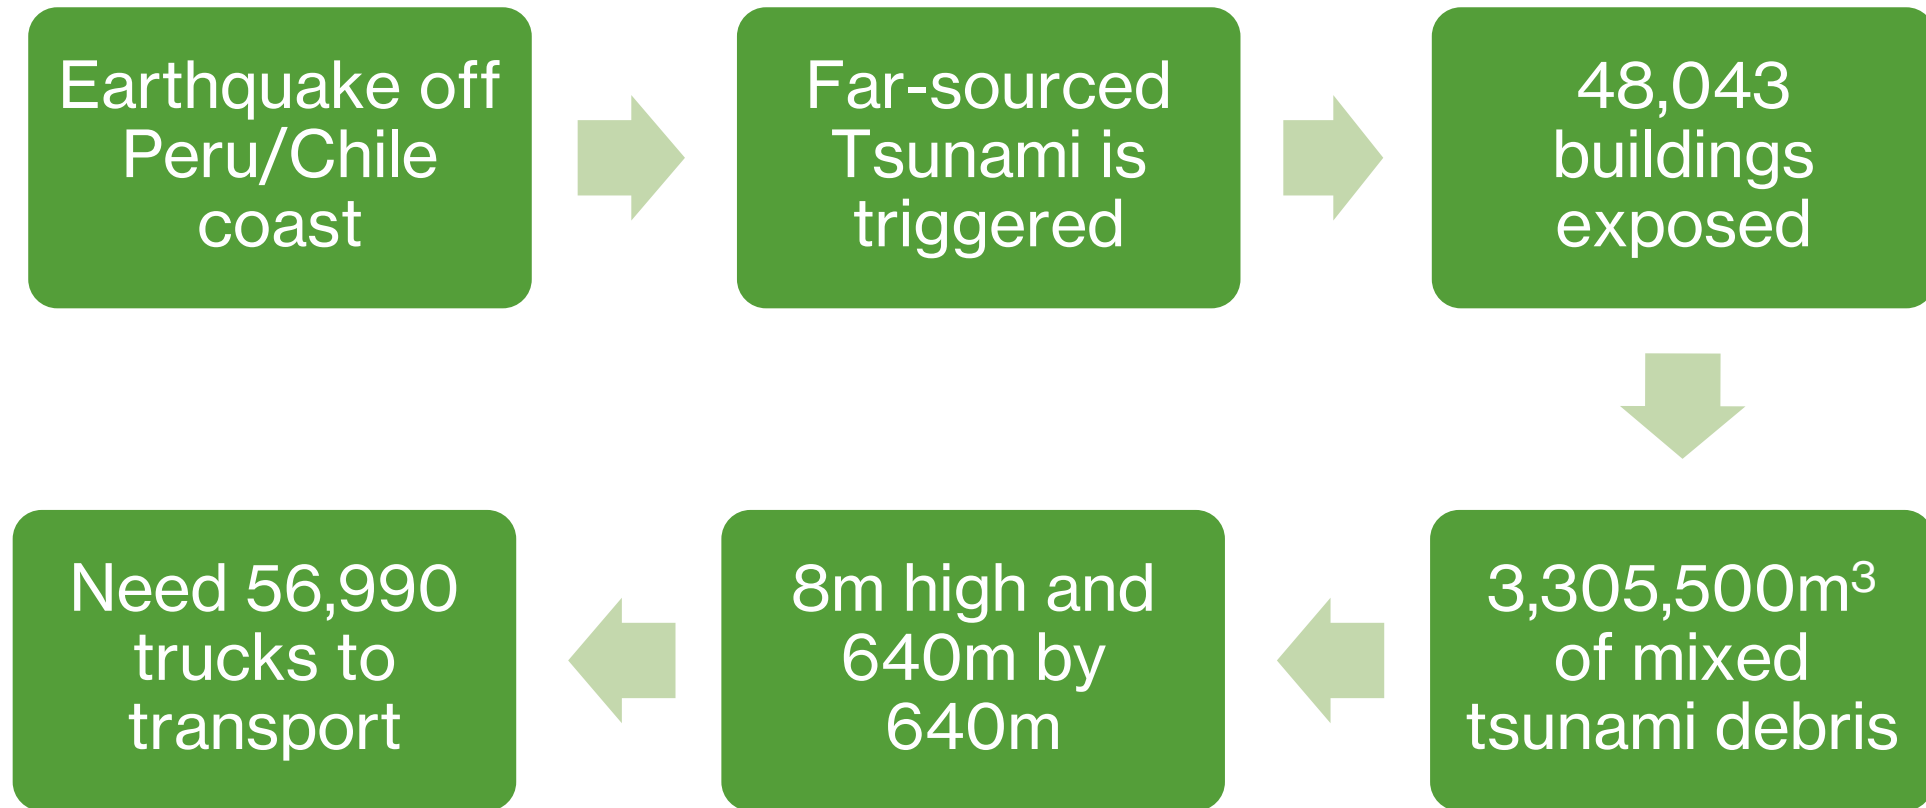 Earthquake off
Peru/Chile
coast
Far-sourced
Tsunami is
triggered
48,043
buildings
exposed
3,305,500m³
of mixed
tsunami debris
8m high and
640m by
640m
Need 56,990
trucks to
transport